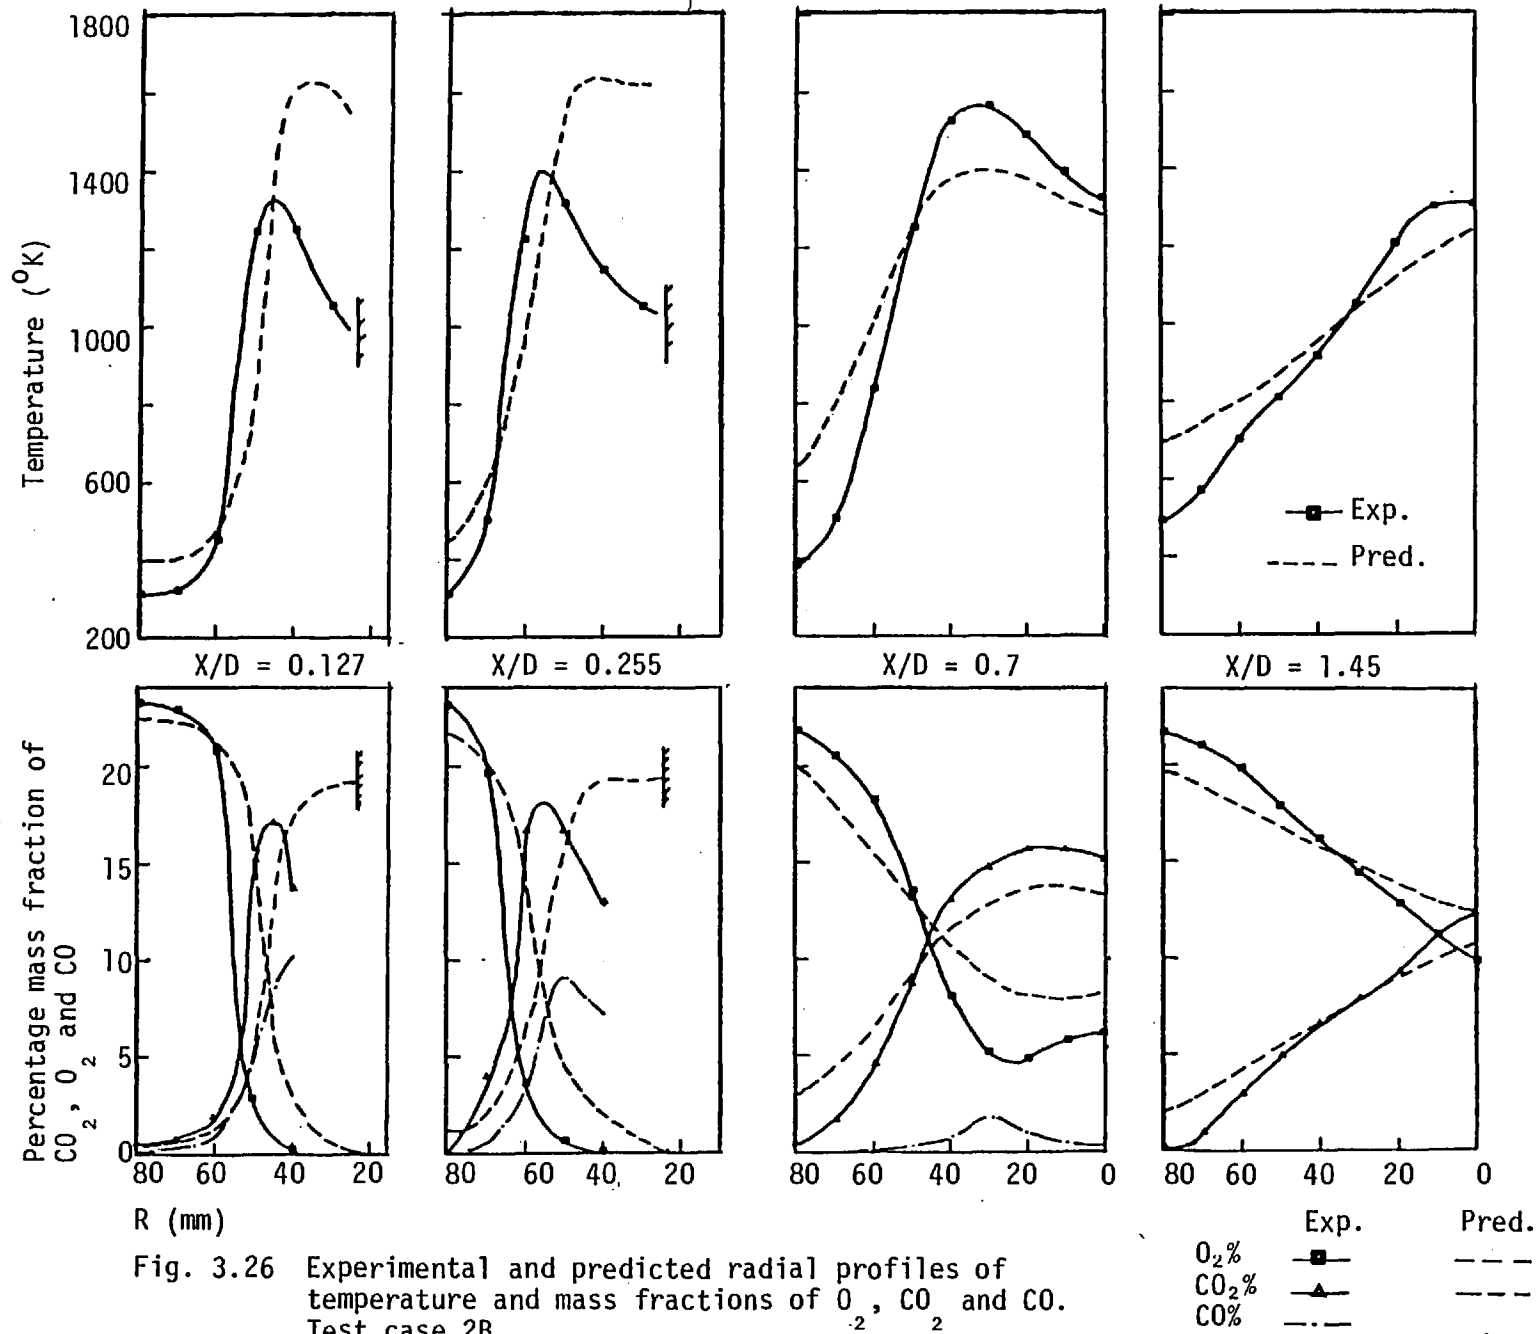 1800
1400
1000
600
200
Temperature (°K)
Exp.
Pred.
X/D = 0.127
X/D = 0.255
X/D = 0.7
X/D = 1.45
Percentage mass fraction of
CO2, O2 and CO
20
15
10
5
0
80 60 40 20
80 60 40 20
80 60 40 20 0
80 60 40 20 0
R (mm)
Exp. Pred.
O2%
CO2%
CO%
Fig. 3.26 Experimental and predicted radial profiles of
temperature and mass fractions of O2, CO2 and CO.
Test case 2B